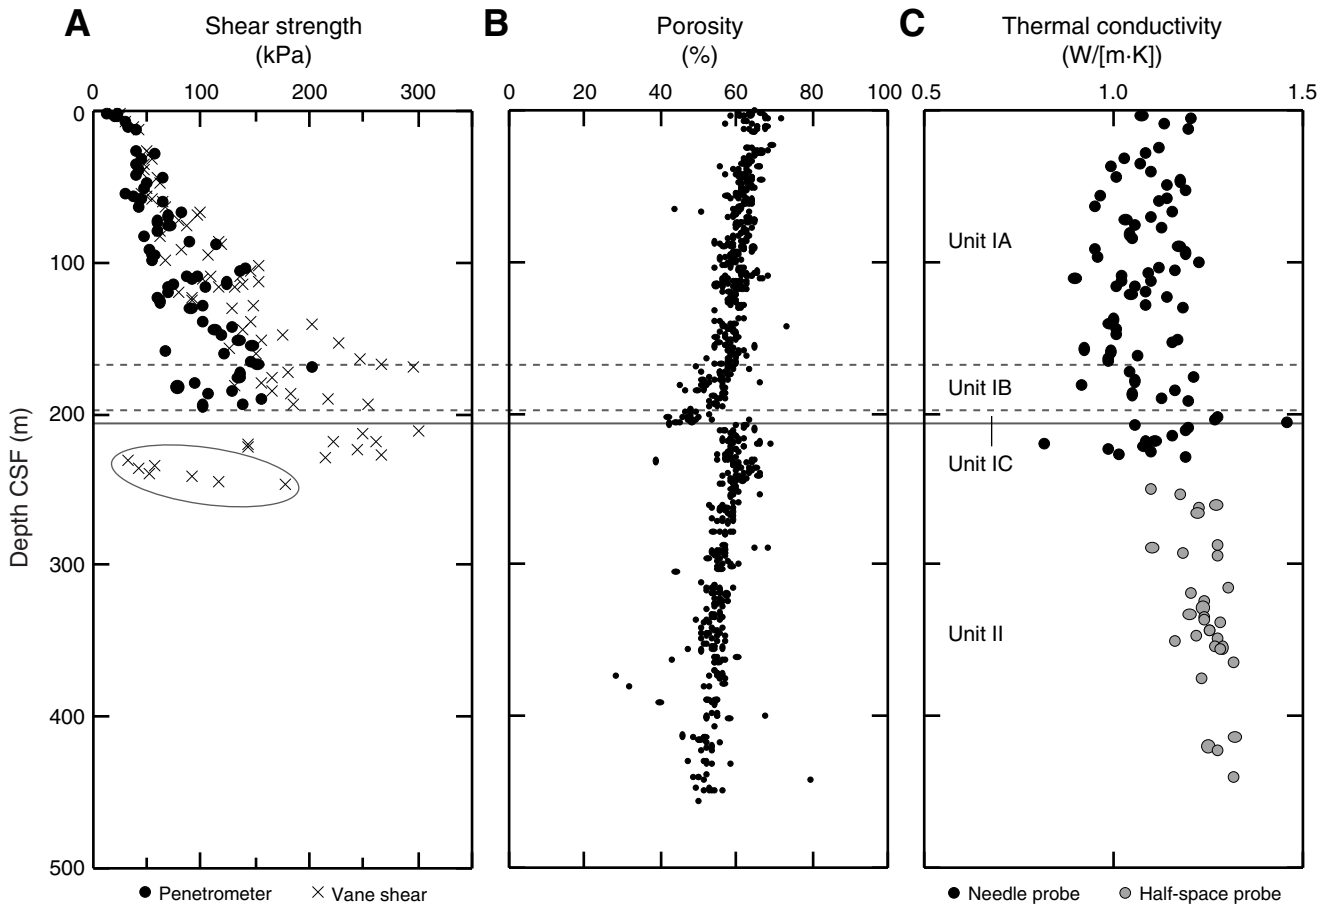 A
Shear strength
(kPa)
B
Porosity
(%)
C
Thermal conductivity
(W/[m·K])
0 100 200 300
0 20 40 60 80 100
0.5 1.0 1.5
0
100
200
300
400
500
Depth CSF (m)
Unit IA
Unit IB
Unit IC
Unit II
Penetrometer
Vane shear
Needle probe
Half-space probe